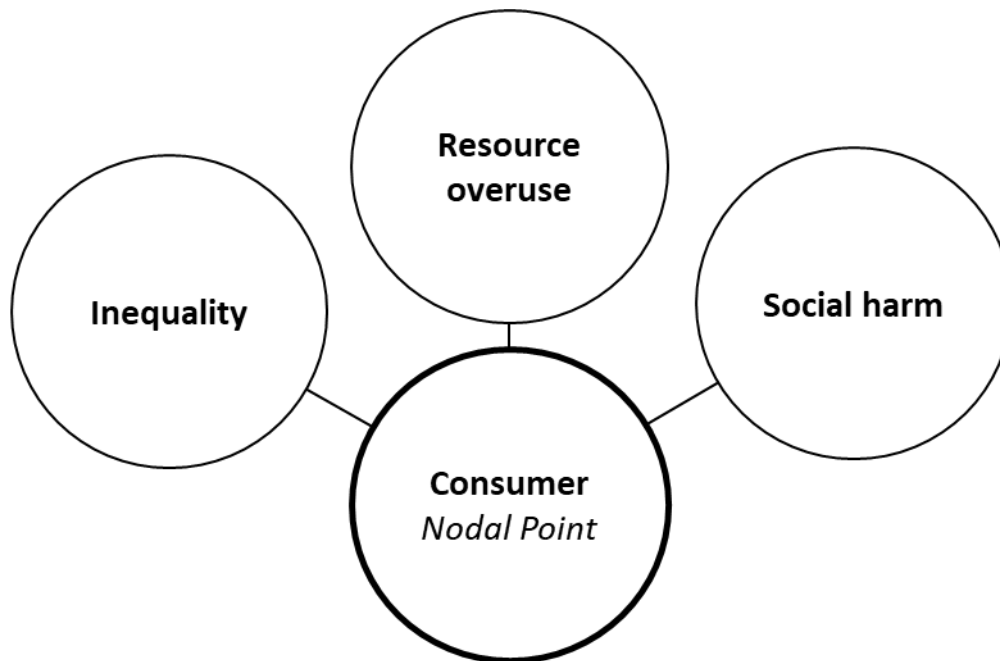 Resource
overuse
Inequality
Social harm
Consumer
Nodal Point